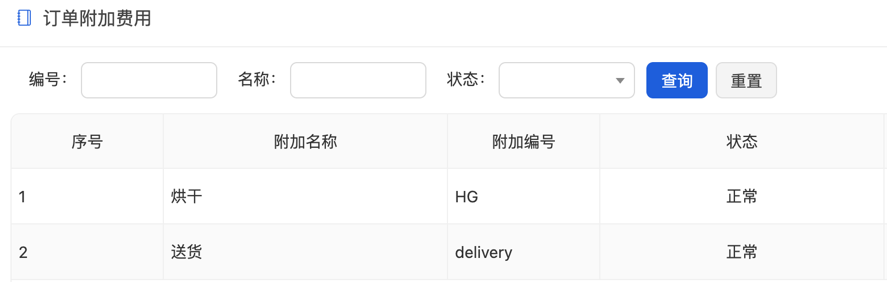 订单附加费用
编号： 名称： 状态： 查询 重置
序号 附加名称 附加编号 状态
1 烘干 HG 正常
2 送货 delivery 正常